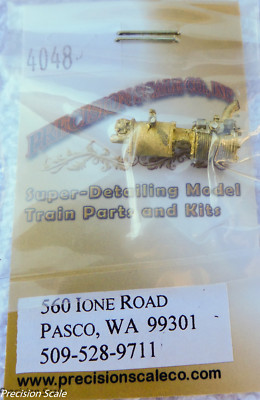 4048
Super-Detailing Model
Train Parts and Kits
560 Ione Road
Pasco, WA 99301
509-528-9711
www.precisionscaleco.com
Precision Scale